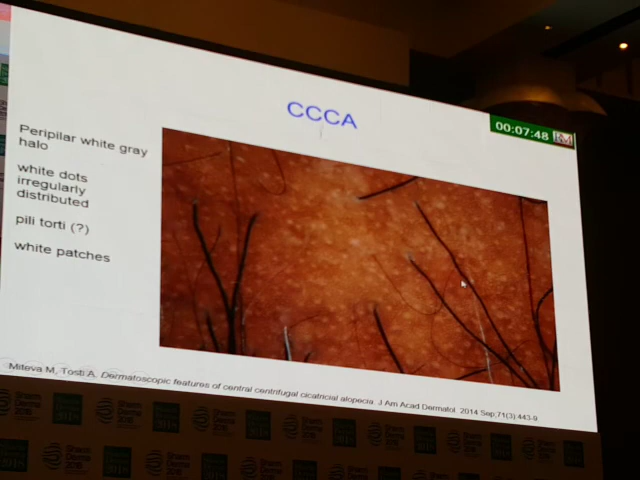 CCCA
00:07:48
Peripilar white gray
halo
white dots
irregularly
distributed
pili torti (?)
white patches
Miteva M, Tosti A. Dermatoscopic features of central centrifugal cicatricial alopecia. J Am Acad Dermatol. 2014 Sep;71(3):443-9